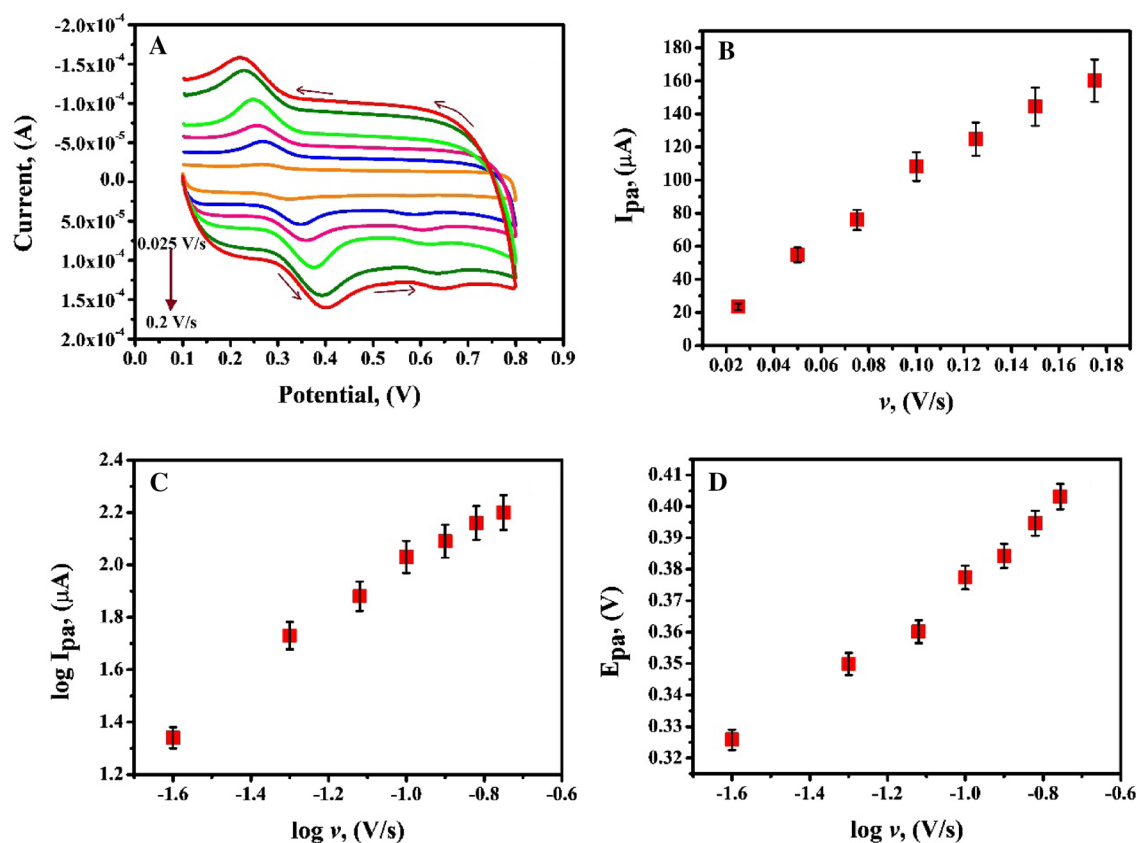 A
-2.0x10⁻⁴
-1.5x10⁻⁴
-1.0x10⁻⁴
-5.0x10⁻⁵
0.0
5.0x10⁻⁵
1.0x10⁻⁴
1.5x10⁻⁴
2.0x10⁻⁴
Current, (A)
0.025 V/s
0.2 V/s
0.0 0.1 0.2 0.3 0.4 0.5 0.6 0.7 0.8 0.9
Potential, (V)
B
180
160
140
120
100
80
60
40
20
0
Ipa, (μA)
0.02 0.04 0.06 0.08 0.10 0.12 0.14 0.16 0.18
ν, (V/s)
C
2.4
2.2
2.0
1.8
1.6
1.4
1.2
log Ipa, (μA)
-1.6 -1.4 -1.2 -1.0 -0.8 -0.6
log ν, (V/s)
D
0.41
0.40
0.39
0.38
0.37
0.36
0.35
0.34
0.33
0.32
Epa, (V)
-1.6 -1.4 -1.2 -1.0 -0.8 -0.6
log ν, (V/s)